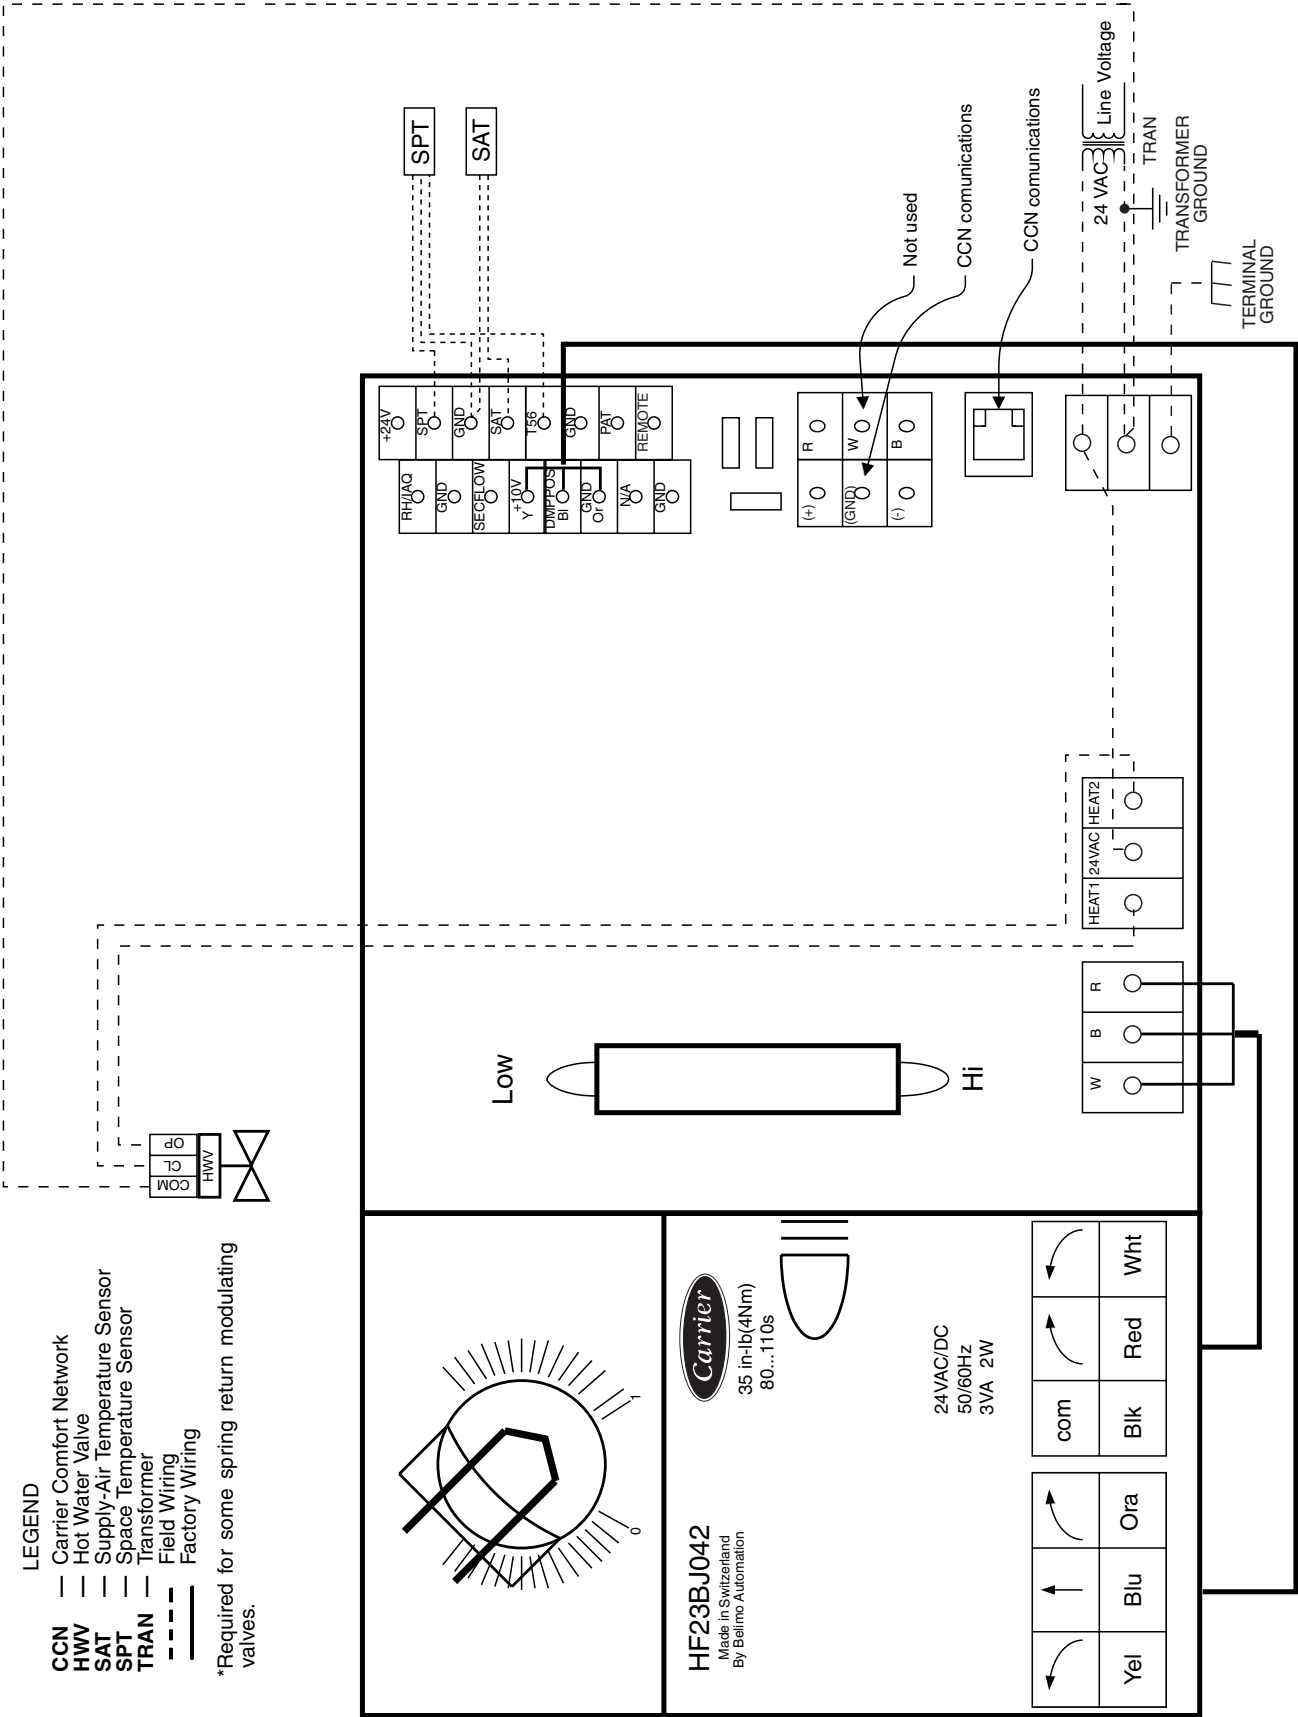 LEGEND
CCN — Carrier Comfort Network
HWV — Hot Water Valve
SAT — Supply-Air Temperature Sensor
SPT — Space Temperature Sensor
TRAN — Transformer
Field Wiring
Factory Wiring
*Required for some spring return modulating
valves.
COM
CL
OP
HWV
SPT
SAT
Line Voltage
24 VAC
TRAN
TRANSFORMER
GROUND
TERMINAL
GROUND
Not used
CCN comunications
CCN comunications
+24V
SPT
GND
SAT
T56
GND
PAT
REMOTE
RH/IAQ
GND
SECFLOW
+10V
Y
DMPPOS
Bl
GND
Or
N/A
GND
R
W
B
(+)
(GND)
(-)
HEAT1
24VAC
HEAT2
W
B
R
Low
Hi
0
1
HF23BJ042
Made in Switzerland
By Belimo Automation
Carrier
35 in-lb(4Nm)
80...110s
24VAC/DC
50/60Hz
3VA 2W
com
Yel
Blu
Ora
Blk
Red
Wht